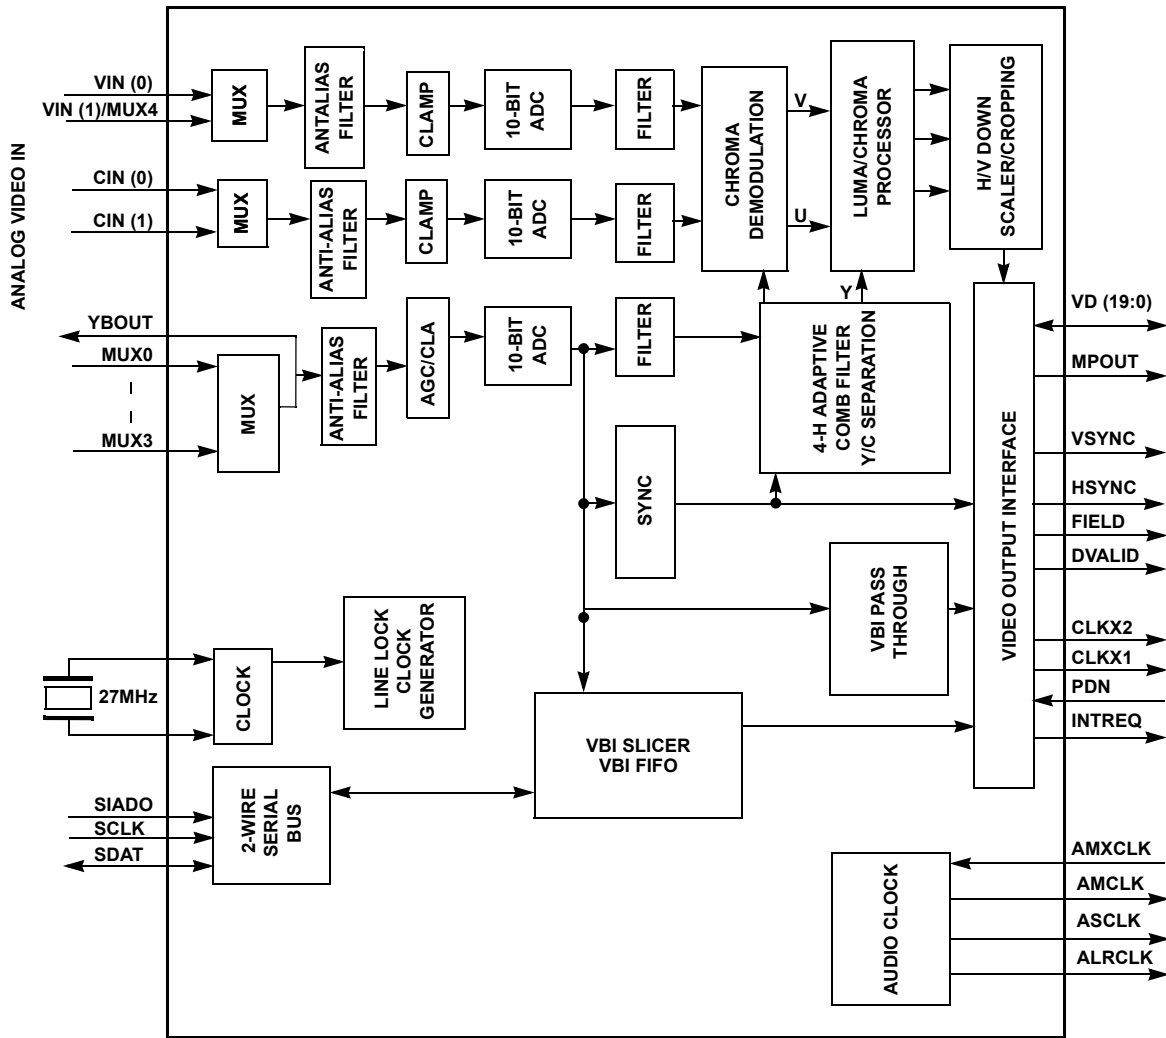 ANALOG VIDEO IN
VIN (0)
VIN (1)/MUX4
CIN (0)
CIN (1)
YBOUT
MUX0
MUX3
MUX
ANTALIAS
FILTER
CLAMP
10-BIT
ADC
FILTER
MUX
ANTI-ALIAS
FILTER
CLAMP
10-BIT
ADC
FILTER
MUX
ANTI-ALIAS
FILTER
AGC/CLA
10-BIT
ADC
FILTER
CHROMA
DEMODULATION
V
U
LUMA/CHROMA
PROCESSOR
H/V DOWN
SCALER/CROPPING
Y
4-H ADAPTIVE
COMB FILTER
Y/C SEPARATION
SYNC
VBI PASS
THROUGH
VIDEO OUTPUT INTERFACE
VD (19:0)
MPOUT
VSYNC
HSYNC
FIELD
DVALID
CLKX2
CLKX1
PDN
INTREQ
27MHz
CLOCK
LINE LOCK
CLOCK
GENERATOR
VBI SLICER
VBI FIFO
SIADO
SCLK
SDAT
2-WIRE
SERIAL
BUS
AUDIO CLOCK
AMXCLK
AMCLK
ASCLK
ALRCLK